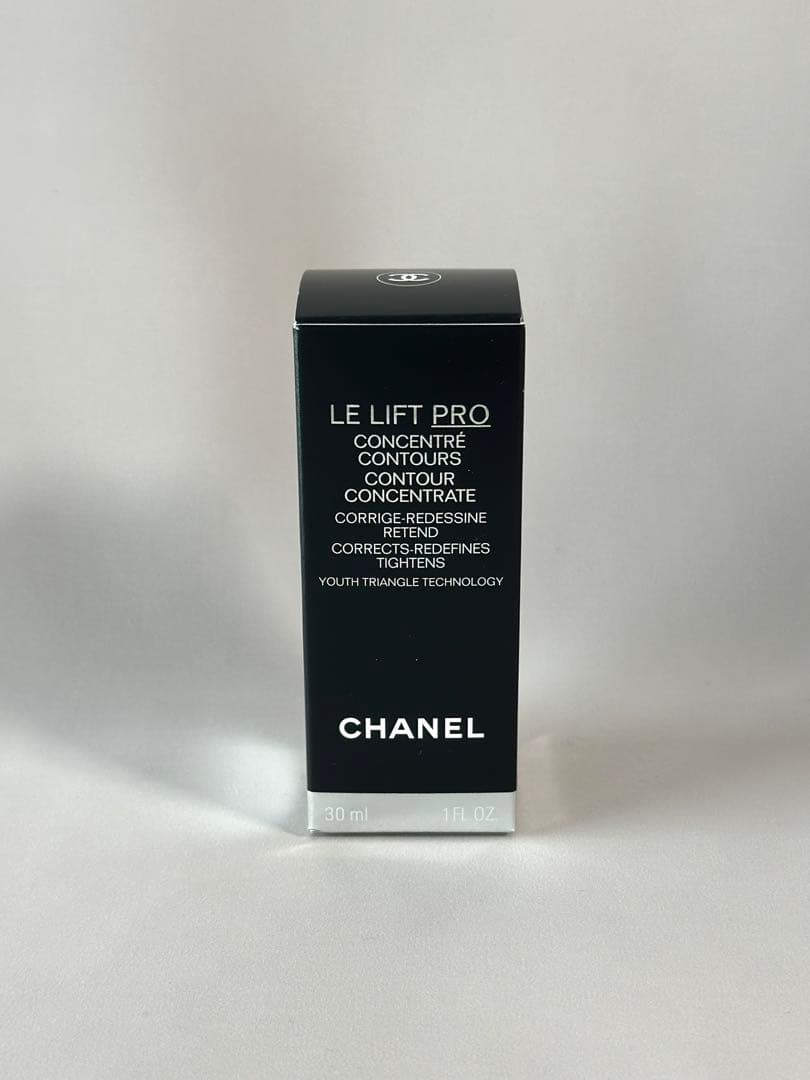 LE LIFT PRO
CONCENTRÉ
CONTOURS
CONTOUR
CONCENTRATE
CORRIGE-REDESSINE
RETEND
CORRECTS-REDEFINES
TIGHTENS
YOUTH TRIANGLE TECHNOLOGY
CHANEL
30 ml 1 FL. OZ.